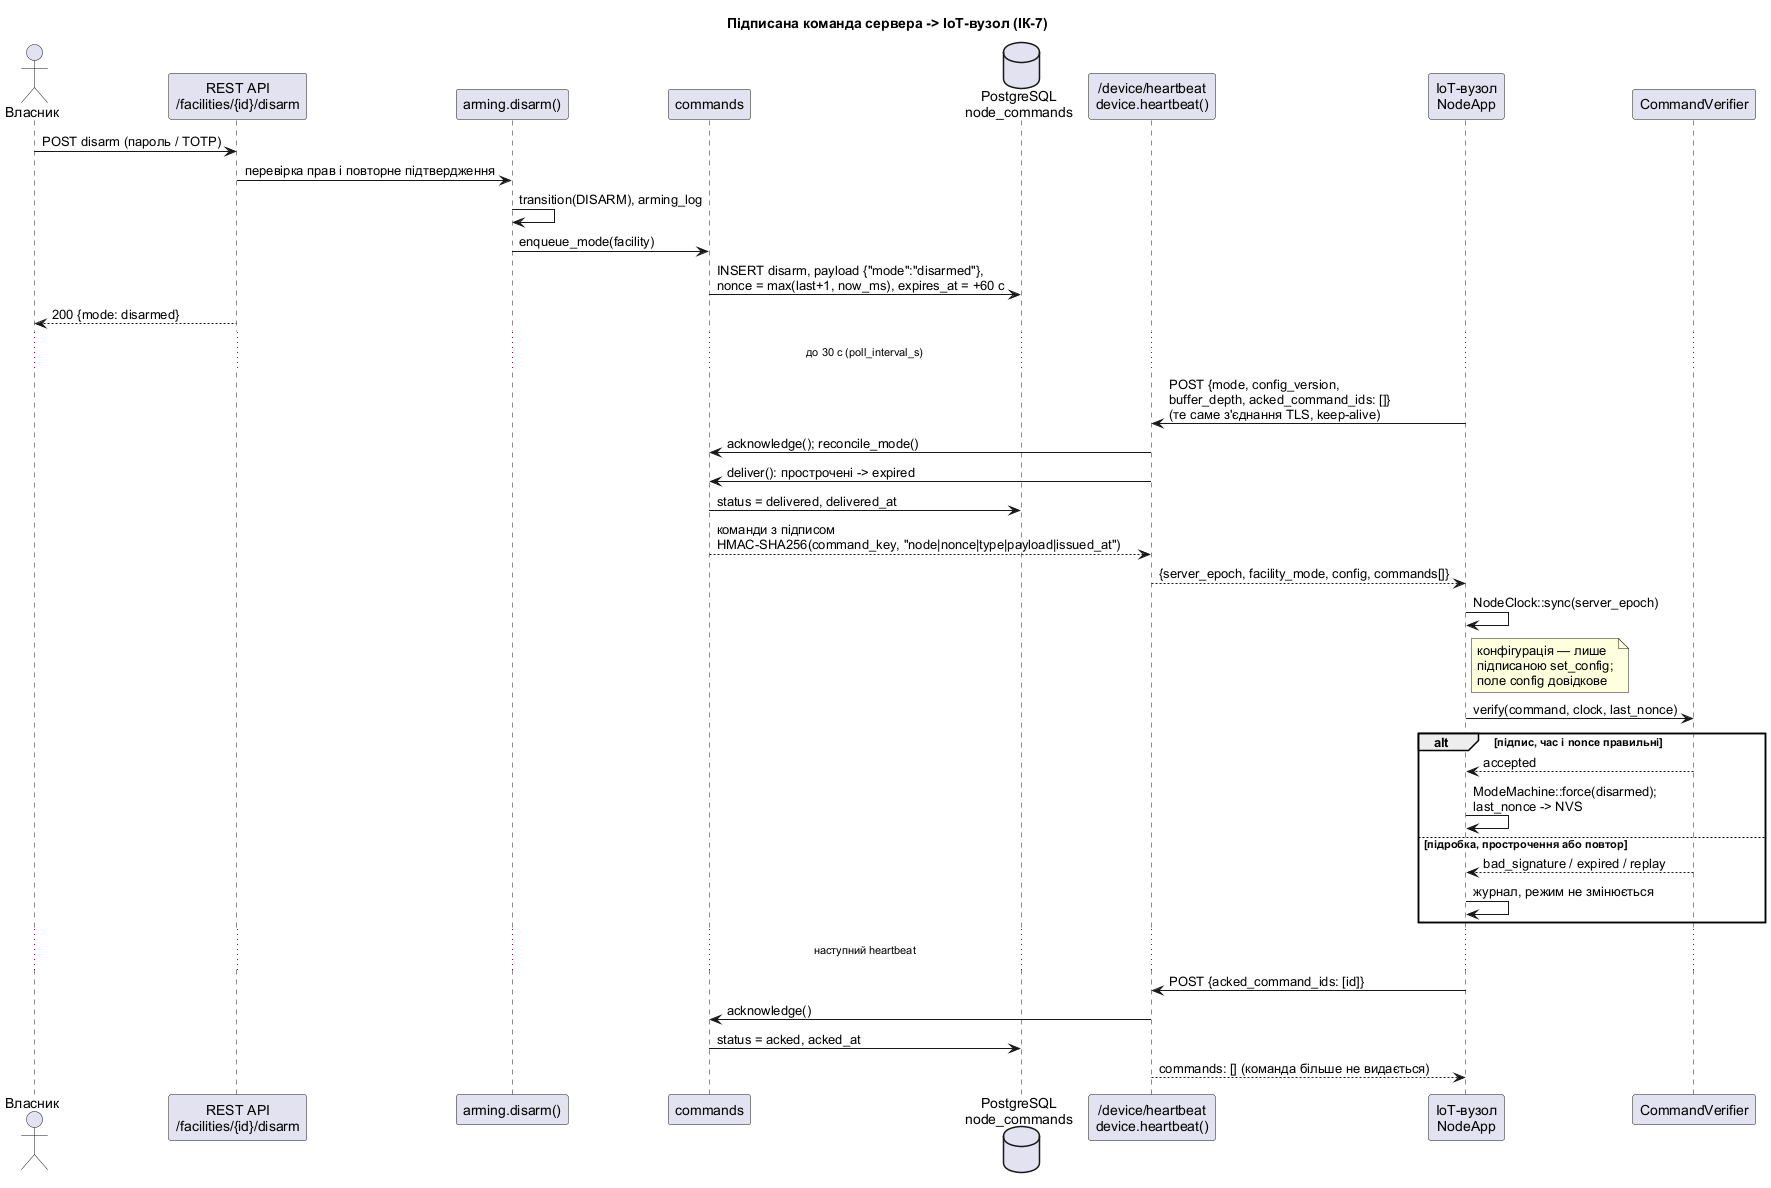 Підписана команда сервера -> IoT-вузол (ІК-7)
Власник
REST API
/facilities/{id}/disarm
arming.disarm()
commands
PostgreSQL
node_commands
/device/heartbeat
device.heartbeat()
IoT-вузол
NodeApp
CommandVerifier
POST disarm (пароль / TOTP)
перевірка прав і повторне підтвердження
transition(DISARM), arming_log
enqueue_mode(facility)
INSERT disarm, payload {"mode":"disarmed"},
nonce = max(last+1, now_ms), expires_at = +60 с
200 {mode: disarmed}
до 30 с (poll_interval_s)
POST {mode, config_version,
buffer_depth, acked_command_ids: []}
(те саме з'єднання TLS, keep-alive)
acknowledge(); reconcile_mode()
deliver(): прострочені -> expired
status = delivered, delivered_at
команди з підписом
HMAC-SHA256(command_key, "node|nonce|type|payload|issued_at")
{server_epoch, facility_mode, config, commands[]}
NodeClock::sync(server_epoch)
конфігурація — лише
підписаною set_config;
поле config довідкове
verify(command, clock, last_nonce)
alt
[підпис, час і nonce правильні]
accepted
ModeMachine::force(disarmed);
last_nonce -> NVS
[підробка, прострочення або повтор]
bad_signature / expired / replay
журнал, режим не змінюється
наступний heartbeat
POST {acked_command_ids: [id]}
acknowledge()
status = acked, acked_at
commands: [] (команда більше не видається)
Власник
REST API
/facilities/{id}/disarm
arming.disarm()
commands
PostgreSQL
node_commands
/device/heartbeat
device.heartbeat()
IoT-вузол
NodeApp
CommandVerifier